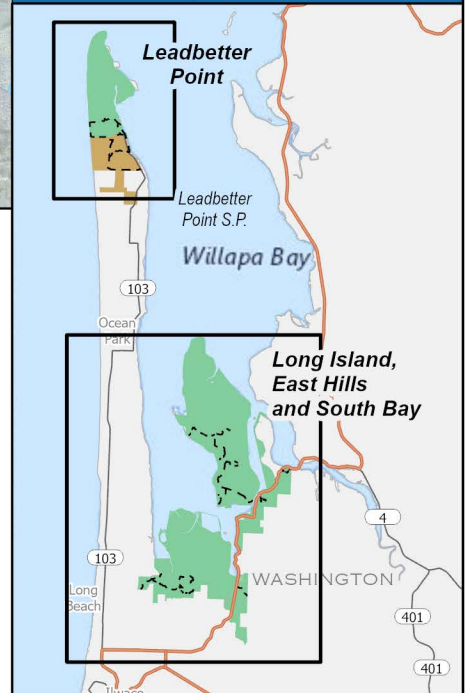 Leadbetter
Point
Leadbetter
Point S.P.
Willapa Bay
103
Ocean
Park
Long Island,
East Hills
and South Bay
4
103
WASHINGTON
Long
Beach
401
401
Ilwaco